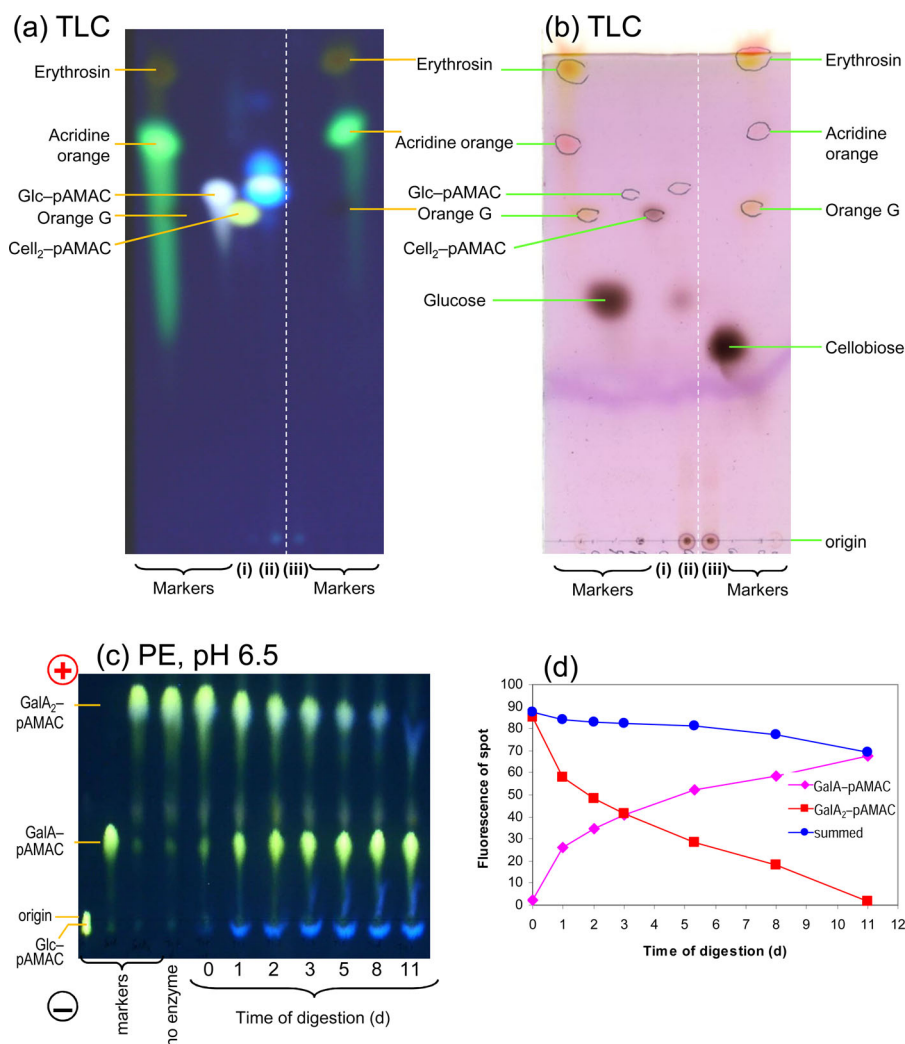 (a) TLC
Erythrosin
Acridine
orange
Glc–pAMAC
Orange G
Cell₂–pAMAC
Markers
(i)
(ii)
(iii)
Markers
(b) TLC
Erythrosin
Acridine orange
Glc–pAMAC
Orange G
Cell₂–pAMAC
Glucose
Erythrosin
Acridine
orange
Orange G
Cellobiose
origin
Markers
(i)
(ii)
(iii)
Markers
(c) PE, pH 6.5
+
GalA₂–
pAMAC
GalA–
pAMAC
origin
Glc–
pAMAC
−
markers
no enzyme
0 1 2 3 5 8 11
Time of digestion (d)
(d)
Fluorescence of spot
100
90
80
70
60
50
40
30
20
10
0
0 1 2 3 4 5 6 7 8 9 10 11 12
Time of digestion (d)
GalA–pAMAC
GalA₂–pAMAC
summed